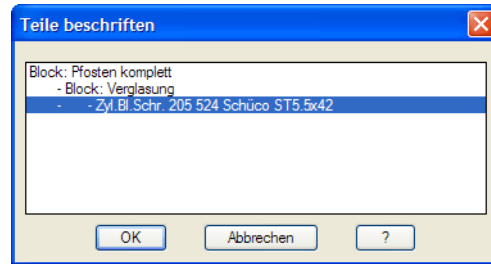 Teile beschriften
Block: Pfosten komplett
- Block: Verglasung
- - Zyl.Bl.Schr. 205 524 Schüco ST5.5x42
OK Abbrechen ?